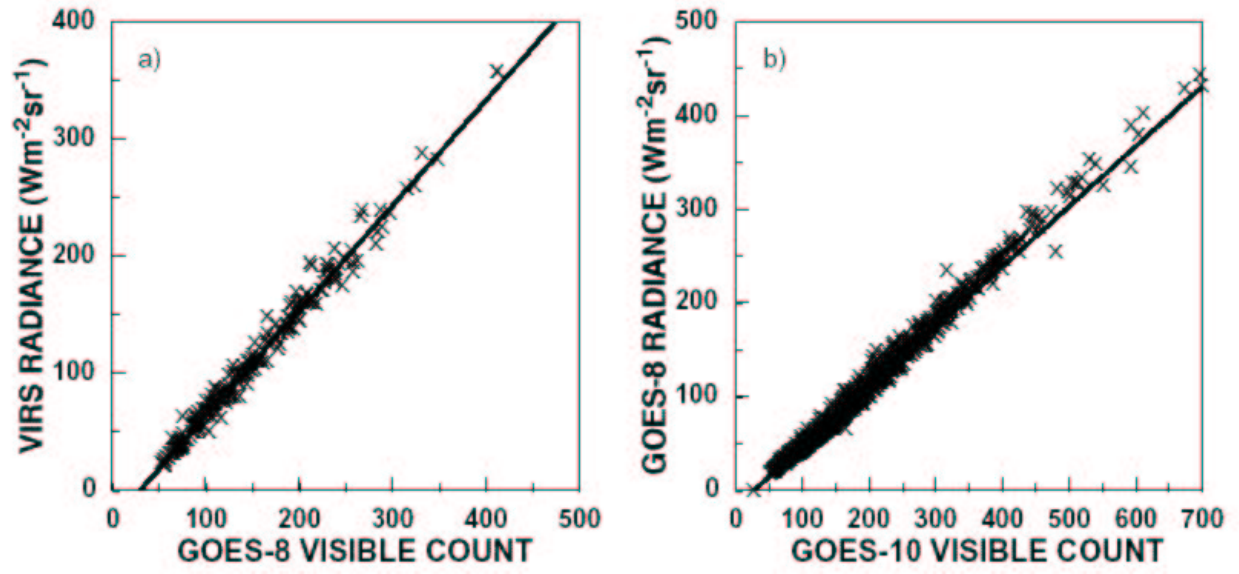 a)
400
300
200
100
0
VIRS RADIANCE (Wm⁻²sr⁻¹)
0 100 200 300 400 500
GOES-8 VISIBLE COUNT
b)
500
400
300
200
100
0
GOES-8 RADIANCE (Wm⁻²sr⁻¹)
0 100 200 300 400 500 600 700
GOES-10 VISIBLE COUNT